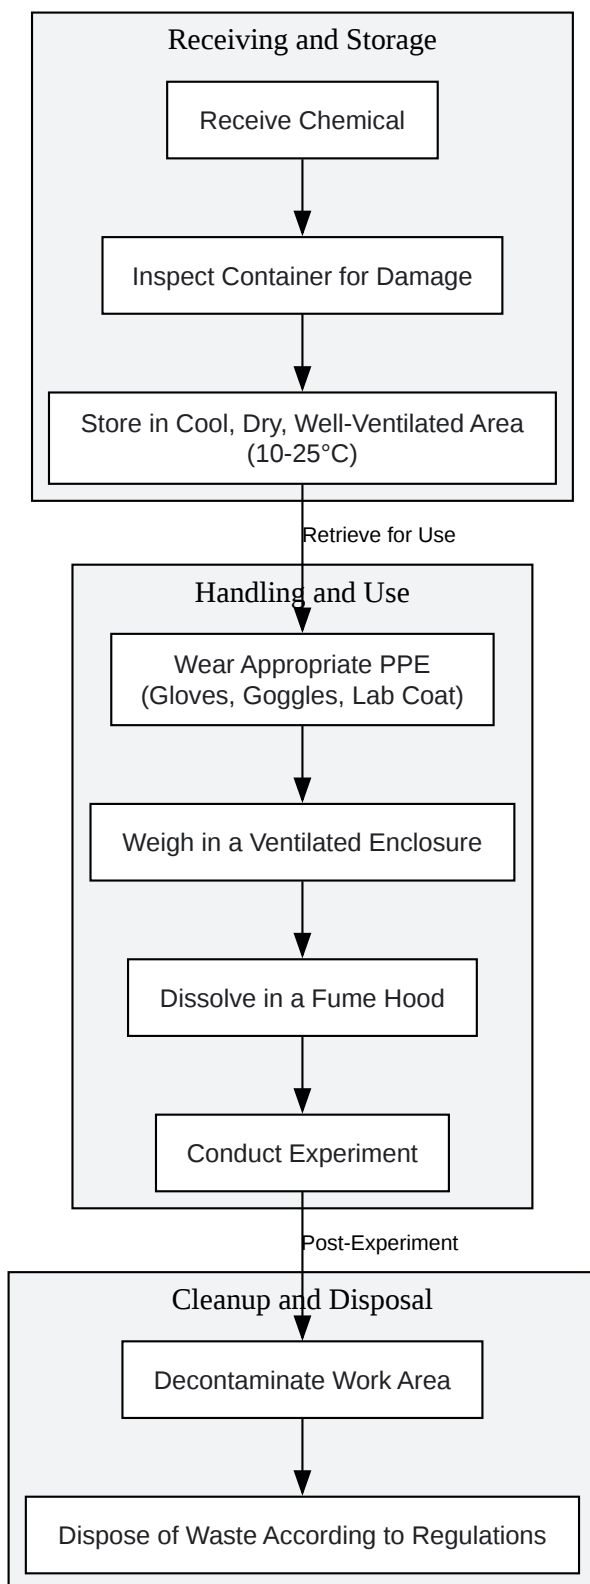 Receiving and Storage
Receive Chemical
Inspect Container for Damage
Store in Cool, Dry, Well-Ventilated Area
(10-25°C)
Retrieve for Use
Handling and Use
Wear Appropriate PPE
(Gloves, Goggles, Lab Coat)
Weigh in a Ventilated Enclosure
Dissolve in a Fume Hood
Conduct Experiment
Post-Experiment
Cleanup and Disposal
Decontaminate Work Area
Dispose of Waste According to Regulations